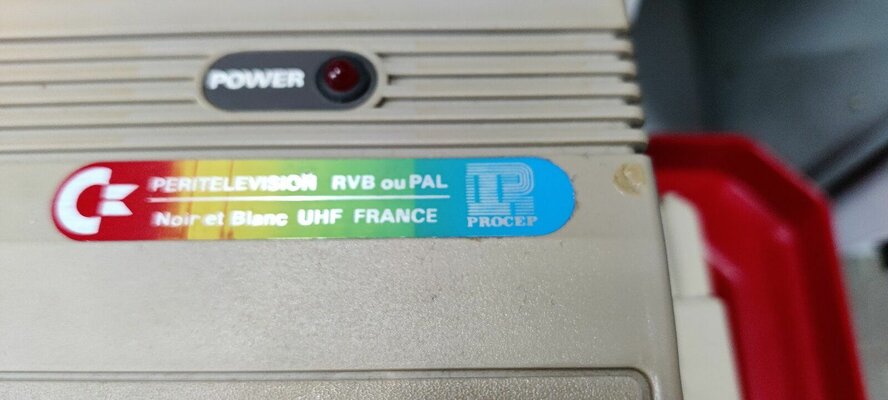 POWER
PERITELEVISION RVB ou PAL
Noir et Blanc UHF FRANCE
PROCEP